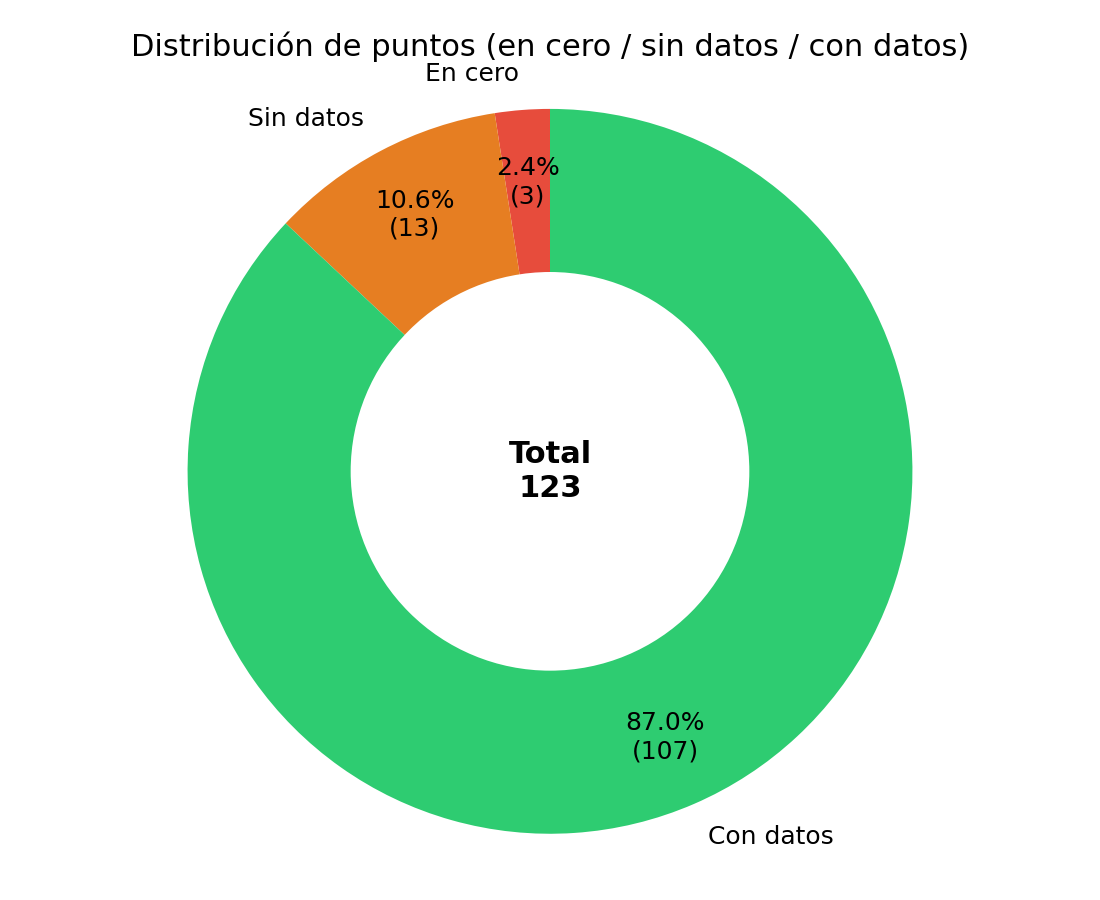 Distribución de puntos (en cero / sin datos / con datos)
En cero
Sin datos
2.4%
(3)
10.6%
(13)
Total
123
87.0%
(107)
Con datos